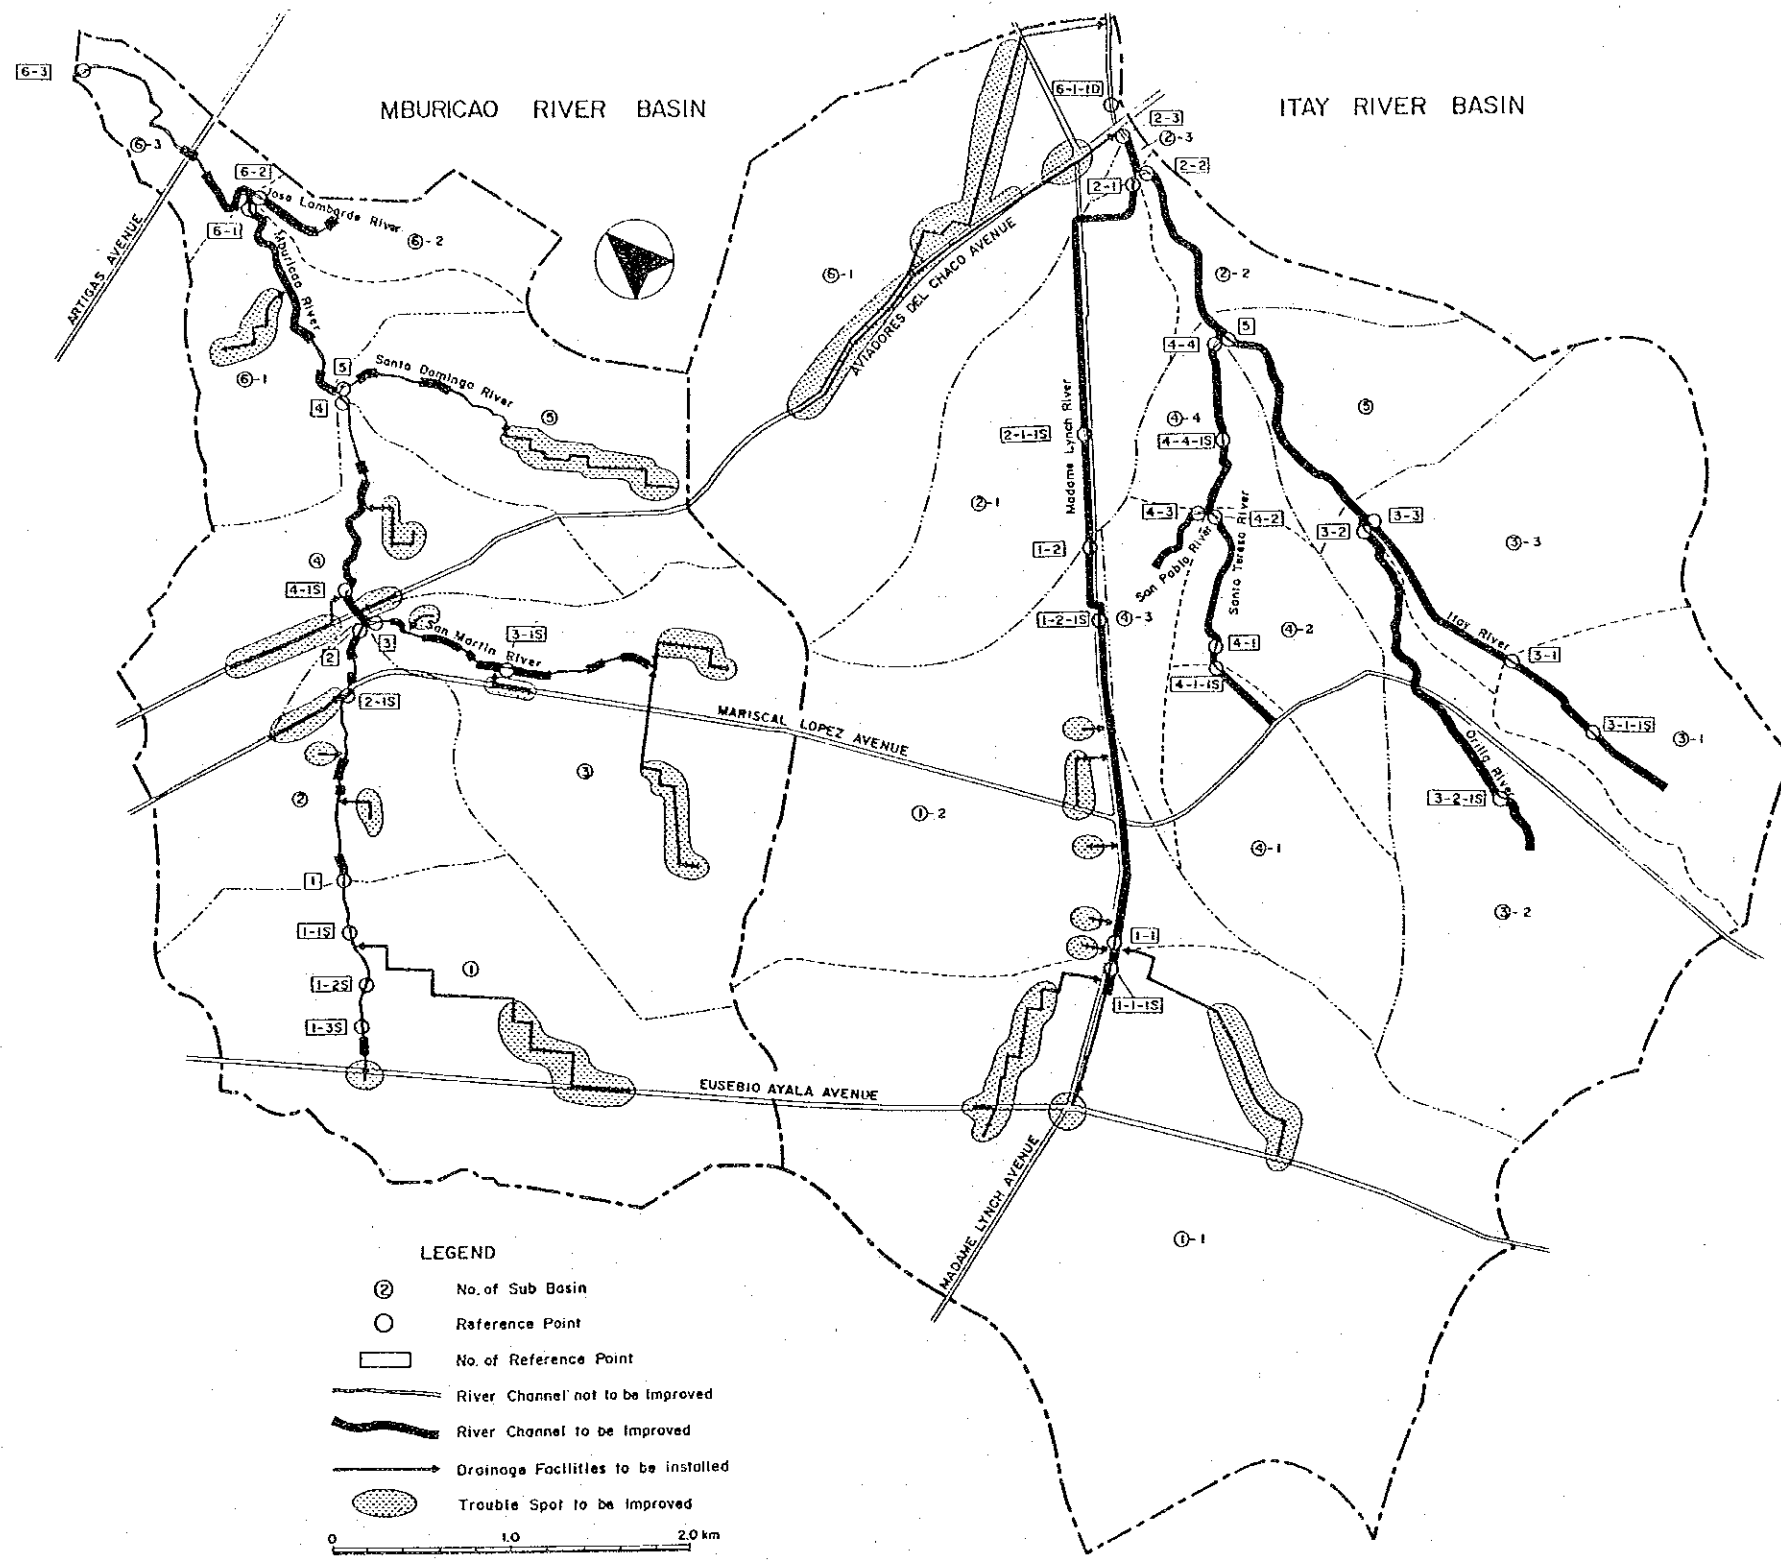 MBURICAO RIVER BASIN
ITAY RIVER BASIN
6-3
⑥-3
ARTIGAS AVENUE
6-2
6-1
Jose Lombardo River
⑥-2
Mburicao River
⑥-1
5
4
Santo Domingo River
⑤
④
4-1S
3
2
San Martin River
3-1S
2-1S
MARISCAL LOPEZ AVENUE
③
②
1
1-1S
①
1-2S
1-3S
EUSEBIO AYALA AVENUE
6-1-1D
2-3
②-3
2-2
2-1
⑥-1
AVIADORES DEL CHACO AVENUE
②-2
5
4-4
⑤
④-4
2-1-1S
Madame Lynch River
4-4-1S
②-1
4-3
4-2
3-3
3-2
1-2
San Pablo River
Santa Teresa River
③-3
1-2-1S
④-3
④-2
Itay River
4-1
3-1
4-1-1S
3-1-1S
③-1
Orilla River
3-2-1S
①-2
④-1
③-2
1-1
1-1-1S
MADAME LYNCH AVENUE
①-1
LEGEND
② No. of Sub Basin
Reference Point
No. of Reference Point
River Channel not to be Improved
River Channel to be Improved
Drainage Facilities to be installed
Trouble Spot to be Improved
0 1.0 2.0 km